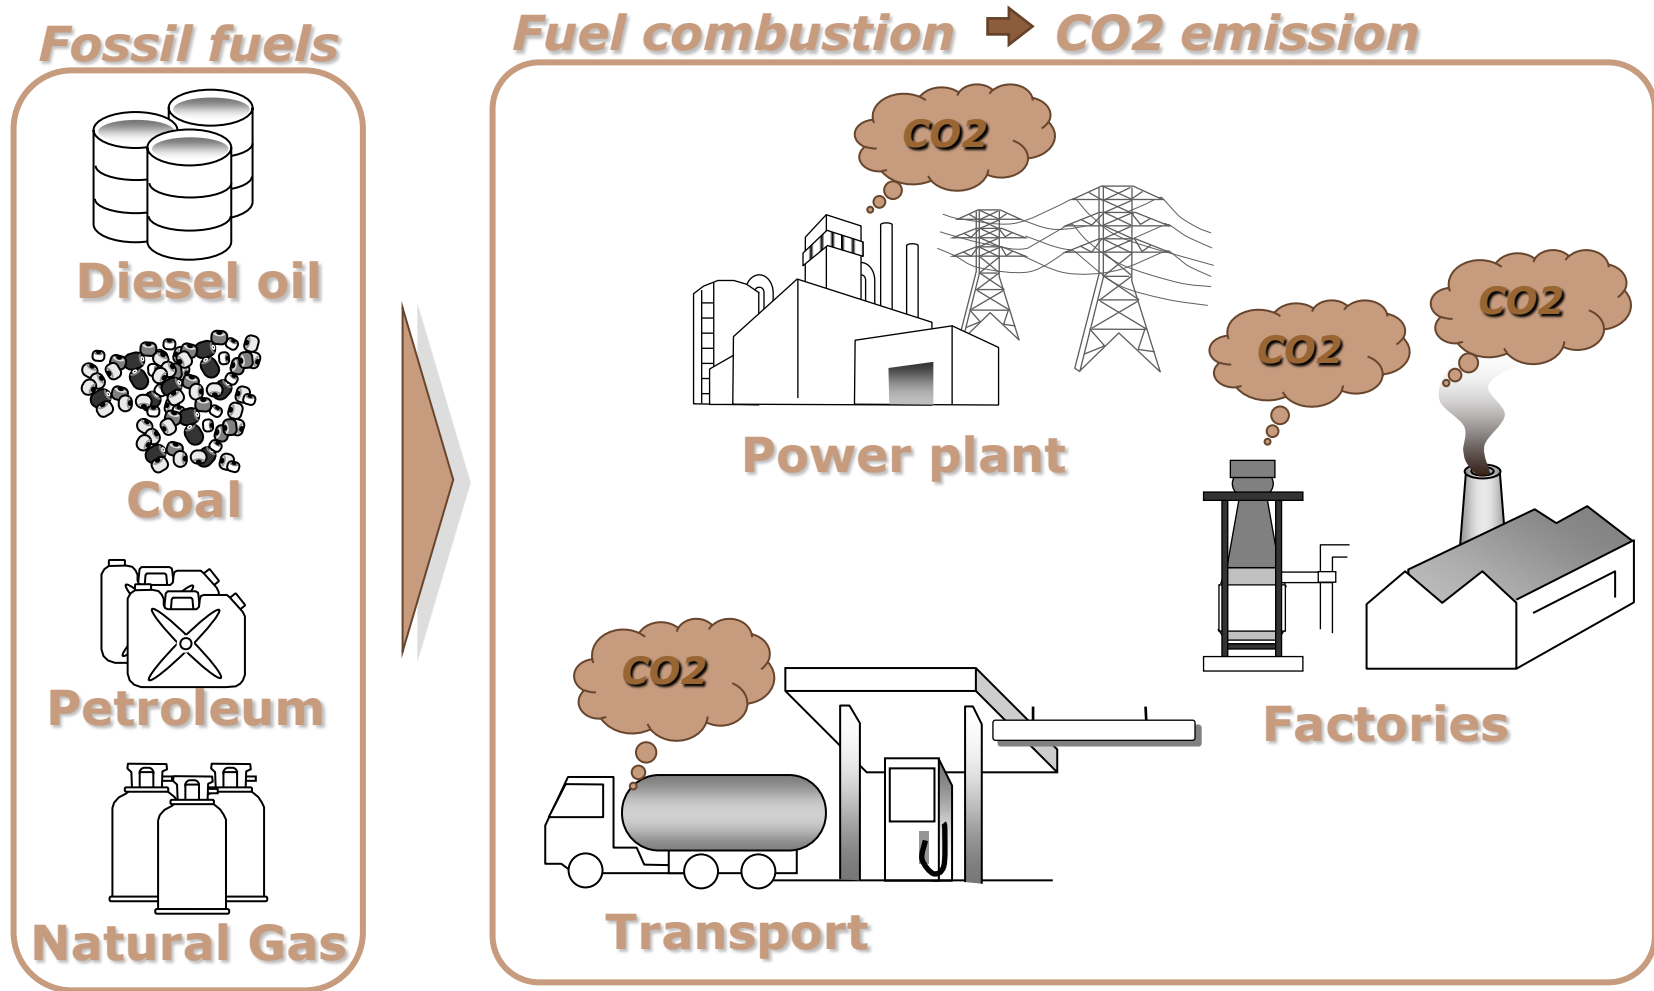 Fossil fuels
Diesel oil
Coal
Petroleum
Natural Gas
Fuel combustion
CO2 emission
CO2
Power plant
CO2
CO2
Factories
CO2
Transport